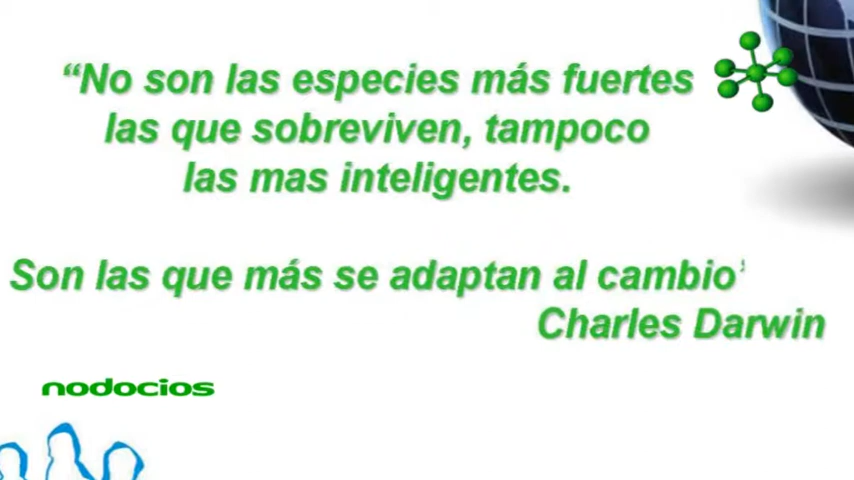 “No son las especies más fuertes
las que sobreviven, tampoco
las mas inteligentes.
Son las que más se adaptan al cambio’
Charles Darwin
nodocios